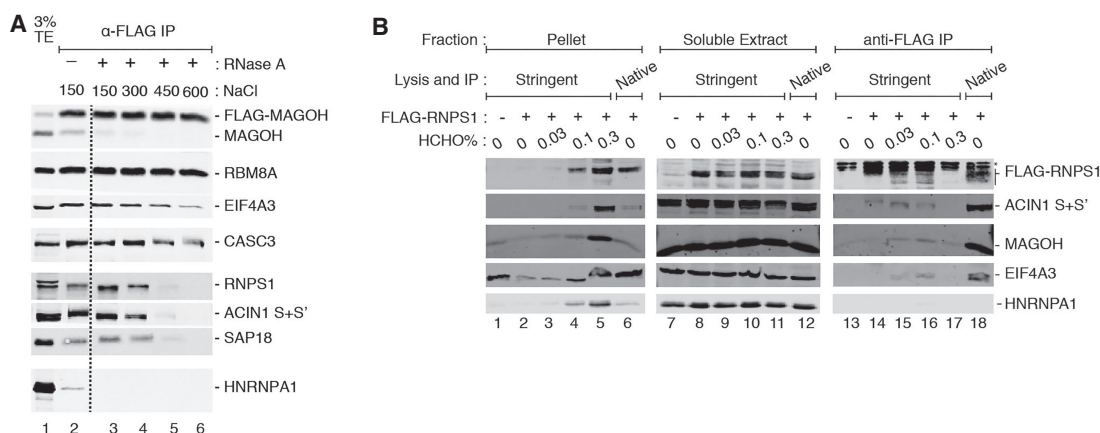 A
3% TE
α-FLAG IP
– + + + + : RNase A
150 150 300 450 600 : NaCl
- FLAG-MAGOH
- MAGOH
- RBM8A
- EIF4A3
- CASC3
- RNPS1
- ACIN1 S+S'
- SAP18
- HNRNPA1
1 2 3 4 5 6
B
Fraction : Pellet Soluble Extract anti-FLAG IP
Lysis and IP : Stringent Native Stringent Native Stringent Native
FLAG-RNPS1 : - + + + + + - + + + + + - + + + + +
HCHO% : 0 0 0.03 0.1 0.3 0 0 0 0.03 0.1 0.3 0 0 0 0.03 0.1 0.3 0
*
FLAG-RNPS1
- ACIN1 S+S'
- MAGOH
- EIF4A3
- HNRNPA1
1 2 3 4 5 6 7 8 9 10 11 12 13 14 15 16 17 18